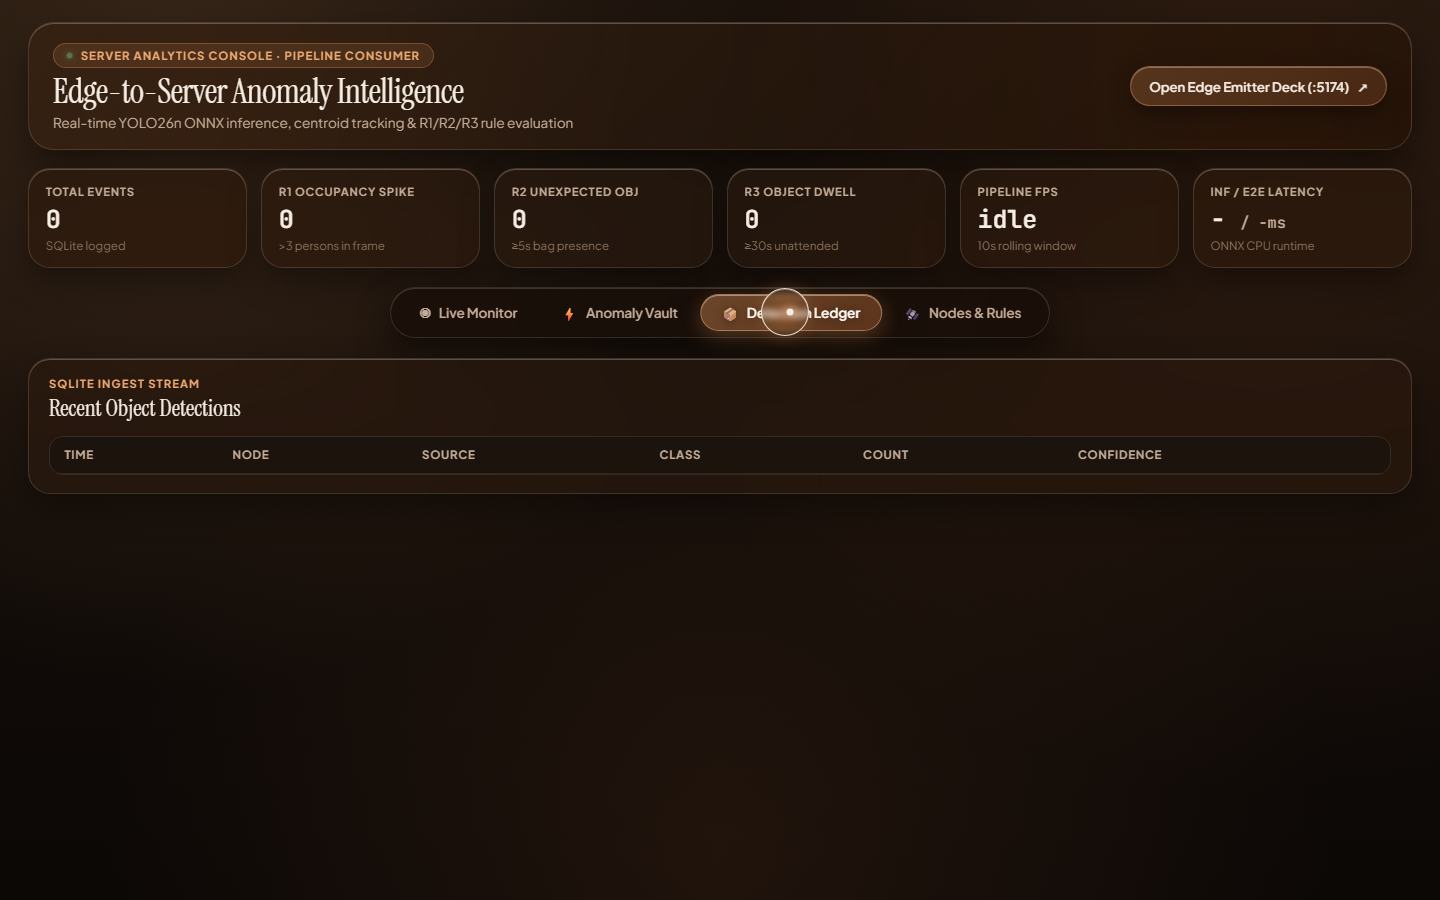 SERVER ANALYTICS CONSOLE · PIPELINE CONSUMER
Edge-to-Server Anomaly Intelligence
Real-time YOLO26n ONNX inference, centroid tracking & R1/R2/R3 rule evaluation
Open Edge Emitter Deck (:5174) ↗
TOTAL EVENTS
0
SQLite logged
R1 OCCUPANCY SPIKE
0
>3 persons in frame
R2 UNEXPECTED OBJ
0
≥5s bag presence
R3 OBJECT DWELL
0
≥30s unattended
PIPELINE FPS
idle
10s rolling window
INF / E2E LATENCY
- / -ms
ONNX CPU runtime
Live Monitor
Anomaly Vault
Ledger
Nodes & Rules
SQLITE INGEST STREAM
Recent Object Detections
TIME NODE SOURCE CLASS COUNT CONFIDENCE